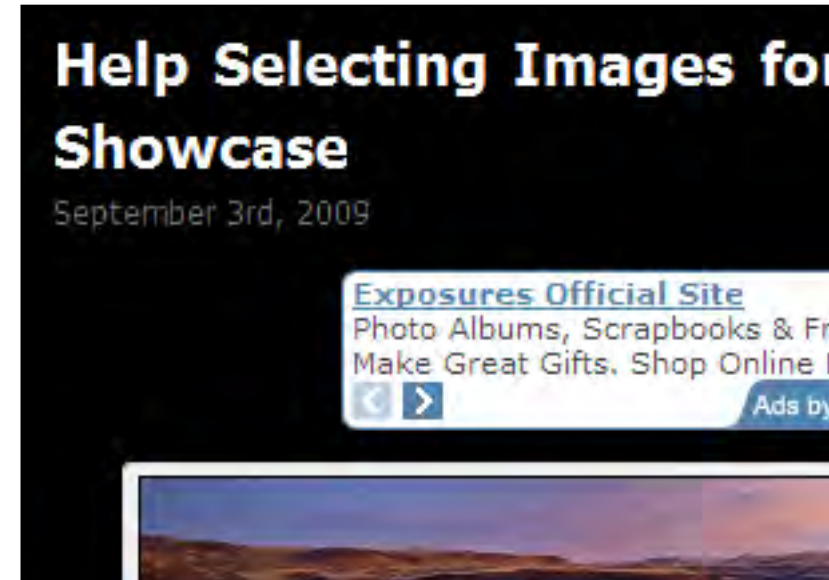 Help Selecting Images for
Showcase
September 3rd, 2009
Exposures Official Site
Photo Albums, Scrapbooks & Fr
Make Great Gifts. Shop Online
Ads by